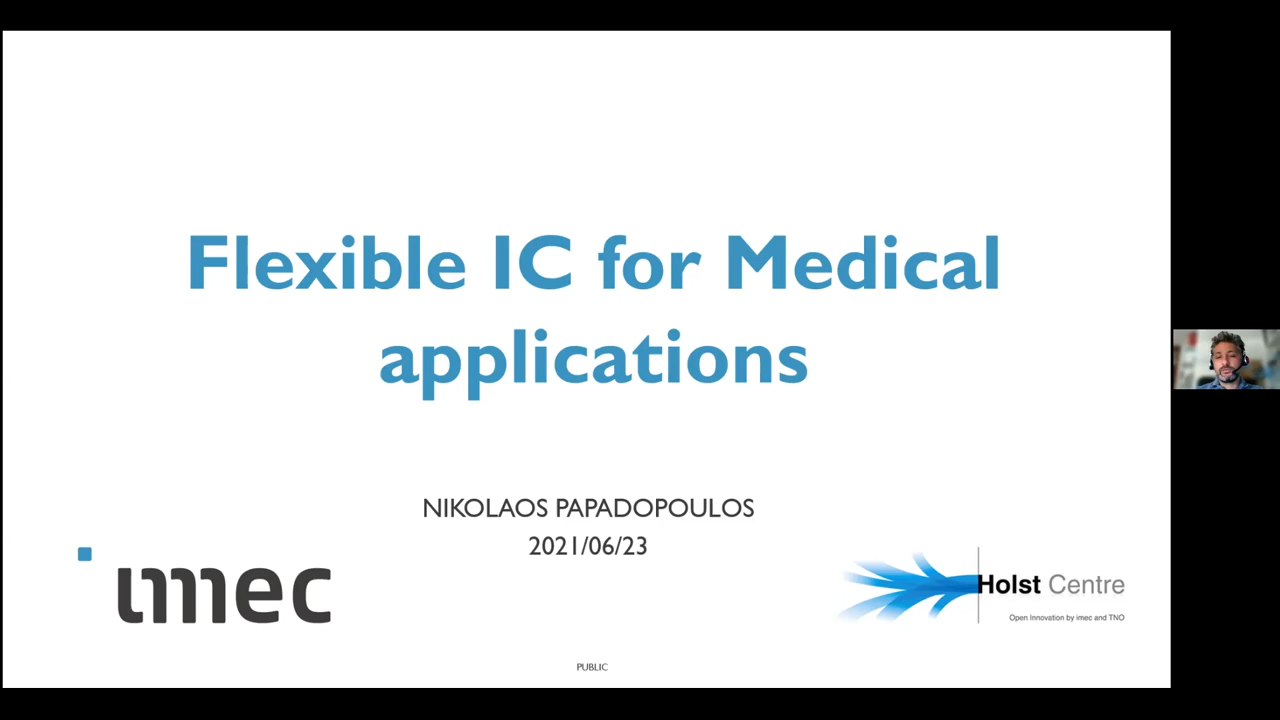 Flexible IC for Medical
applications
NIKOLAOS PAPADOPOULOS
2021/06/23
imec
Holst Centre
Open Innovation by imec and TNO
PUBLIC